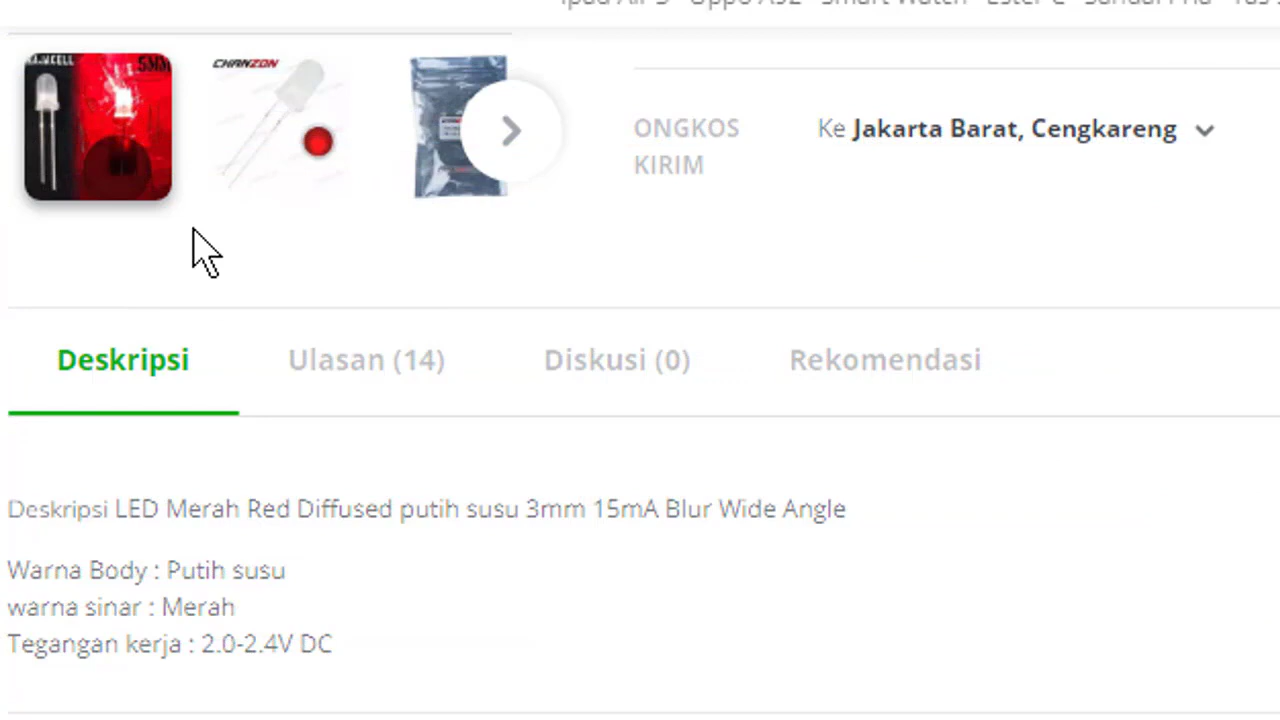 5MM
CHANZON
ONGKOS
KIRIM
Ke Jakarta Barat, Cengkareng
Deskripsi
Ulasan (14)
Diskusi (0)
Rekomendasi
Deskripsi LED Merah Red Diffused putih susu 3mm 15mA Blur Wide Angle
Warna Body : Putih susu
warna sinar : Merah
Tegangan kerja : 2.0-2.4V DC